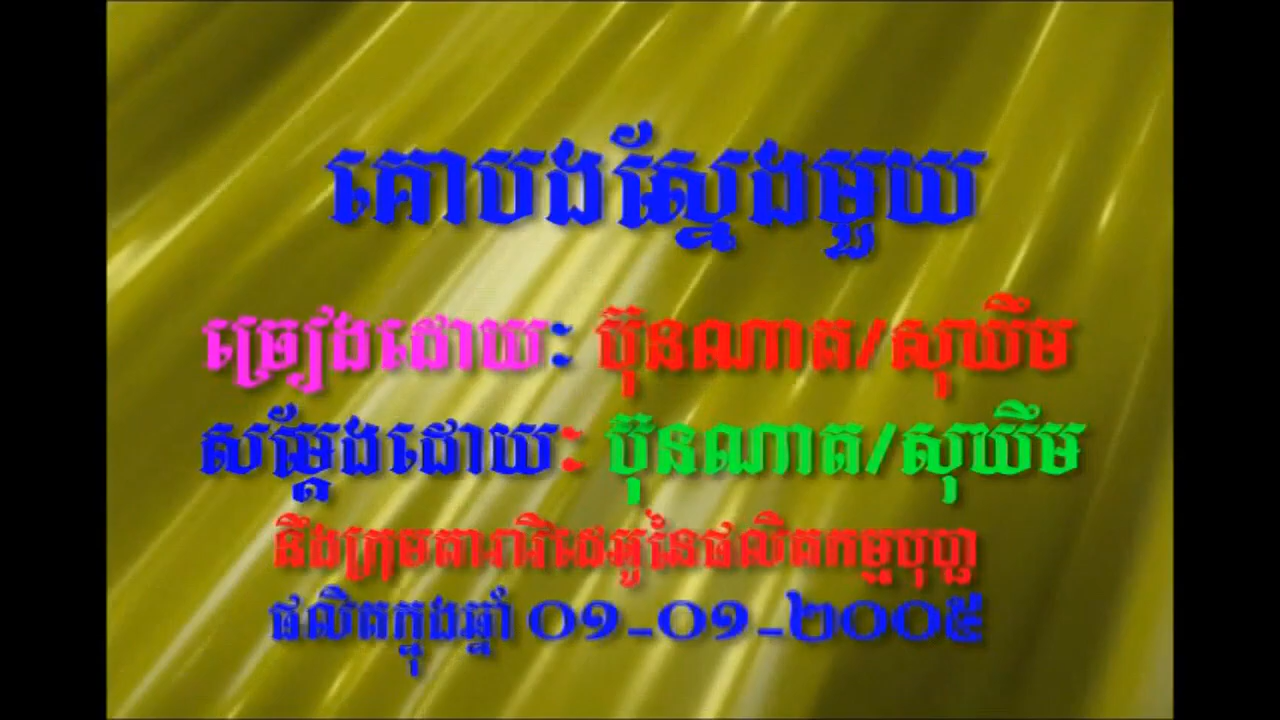 គោបងស្នែងមួយ
ច្រៀងដោយៈ ប៊ុនណាត/សុឃឹម
សម្ដែងដោយៈ ប៊ុនណាត/សុឃឹម
នឹងក្រុមតារាវីដេអូនៃផលិតកម្មបុប្ផា
ផលិតក្នុងឆ្នាំ ០១-០១-២០០៥